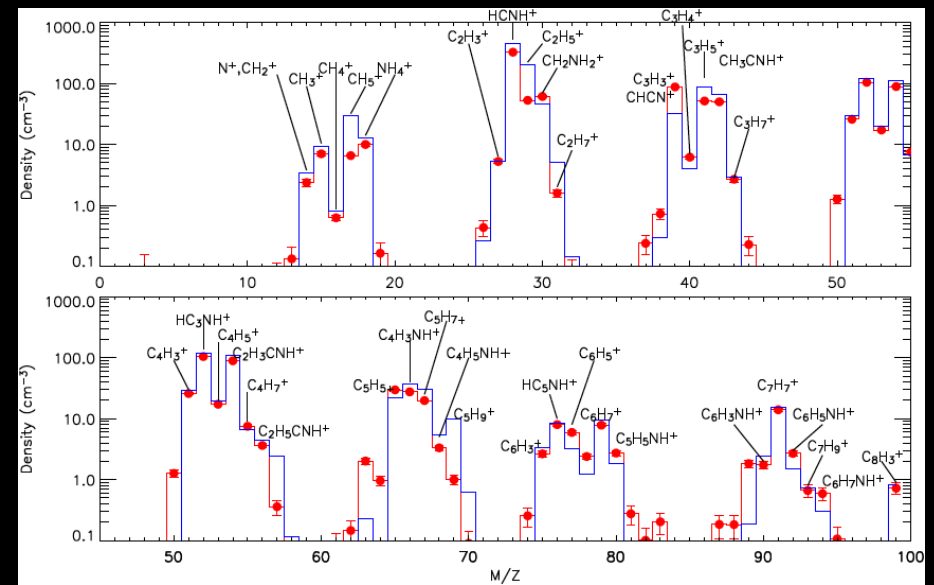 HCNH⁺
C₃H₄⁺
C₂H₃⁺
C₂H₅⁺
N⁺,CH₂⁺
CH₃⁺
CH₄⁺
CH₅⁺
NH₄⁺
CH₂NH₂⁺
C₂H₇⁺
C₃H₃⁺
CHCN⁺
C₃H₅⁺
CH₃CNH⁺
C₃H₇⁺
Density (cm⁻³)
1000.0
100.0
10.0
1.0
0.1
0 10 20 30 40 50
HC₃NH⁺
C₄H₃⁺
C₄H₅⁺
C₂H₃CNH⁺
C₄H₇⁺
C₂H₅CNH⁺
C₅H₅+
C₄H₃NH⁺
C₅H₇+
C₄H₅NH+
C₅H₉⁺
HC₅NH⁺
C₆H₅⁺
C₆H₃⁺
C₆H₇⁺
C₅H₅NH⁺
C₇H₇⁺
C₆H₃NH⁺
C₆H₅NH⁺
C₇H₉⁺
C₆H₇NH⁺
C₈H₃⁺
Density (cm⁻³)
1000.0
100.0
10.0
1.0
0.1
50 60 70 80 90 100
M/Z